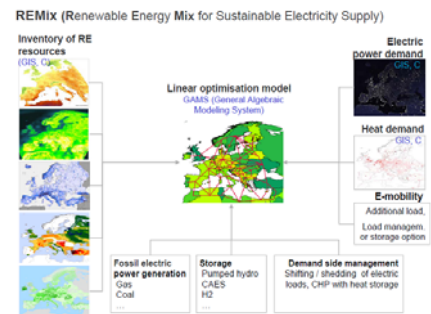 REMix (Renewable Energy Mix for Sustainable Electricity Supply)
Inventory of RE
resources
(GIS, C)
Linear optimisation model
GAMS (General Algebraic
Modeling System)
Electric
power demand
GIS, C
Heat demand
GIS, C
E-mobility
Additional load,
Load managem.
or storage option
Fossil electric
power generation
Gas
Coal
…
Storage
Pumped hydro
CAES
H2
…
Demand side management
Shifting / shedding of electric
loads, CHP with heat storage